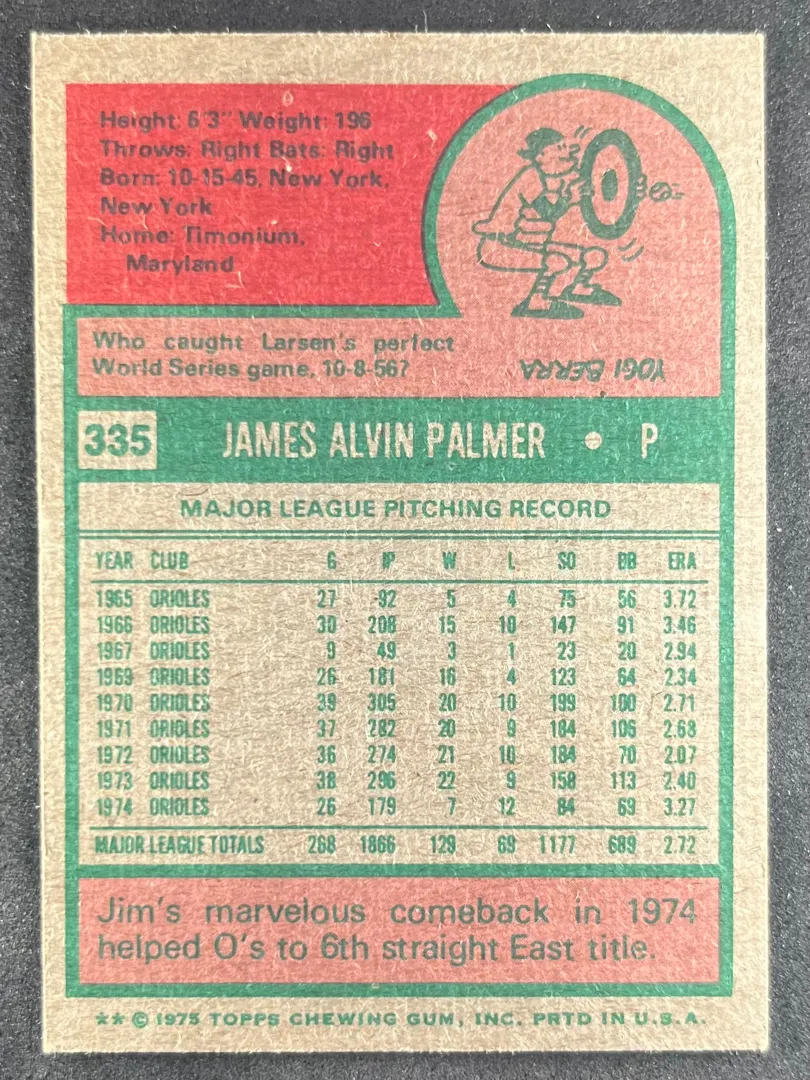 Height: 6'3" Weight: 196
Throws: Right Bats: Right
Born: 10-15-45, New York,
New York
Home: Timonium,
Maryland
Who caught Larsen's perfect
World Series game, 10-8-56?
YOGI BERRA
335 JAMES ALVIN PALMER • P
MAJOR LEAGUE PITCHING RECORD
YEAR CLUB G IP W L SO BB ERA
1965 ORIOLES 27 92 5 4 75 56 3.72
1966 ORIOLES 30 208 15 10 147 91 3.46
1967 ORIOLES 9 49 3 1 23 20 2.94
1969 ORIOLES 26 181 16 4 123 64 2.34
1970 ORIOLES 39 305 20 10 199 100 2.71
1971 ORIOLES 37 282 20 9 184 106 2.68
1972 ORIOLES 36 274 21 10 184 70 2.07
1973 ORIOLES 38 296 22 9 158 113 2.40
1974 ORIOLES 26 179 7 12 84 69 3.27
MAJOR LEAGUE TOTALS 268 1866 129 69 1177 689 2.72
Jim's marvelous comeback in 1974
helped O's to 6th straight East title.
** © 1975 TOPPS CHEWING GUM, INC. PRTD IN U.S.A.